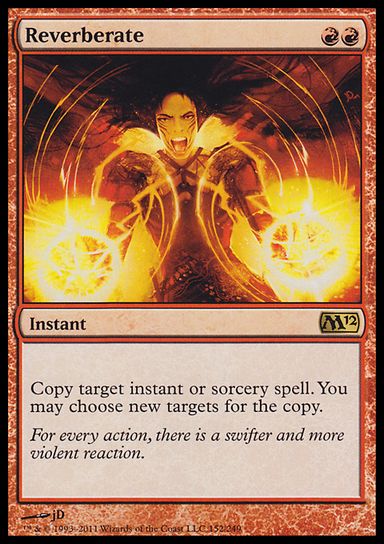 Reverberate
Instant
M12
Copy target instant or sorcery spell. You
may choose new targets for the copy.
For every action, there is a swifter and more
violent reaction.
jD
™ & © 1993–2011 Wizards of the Coast LLC 152/249